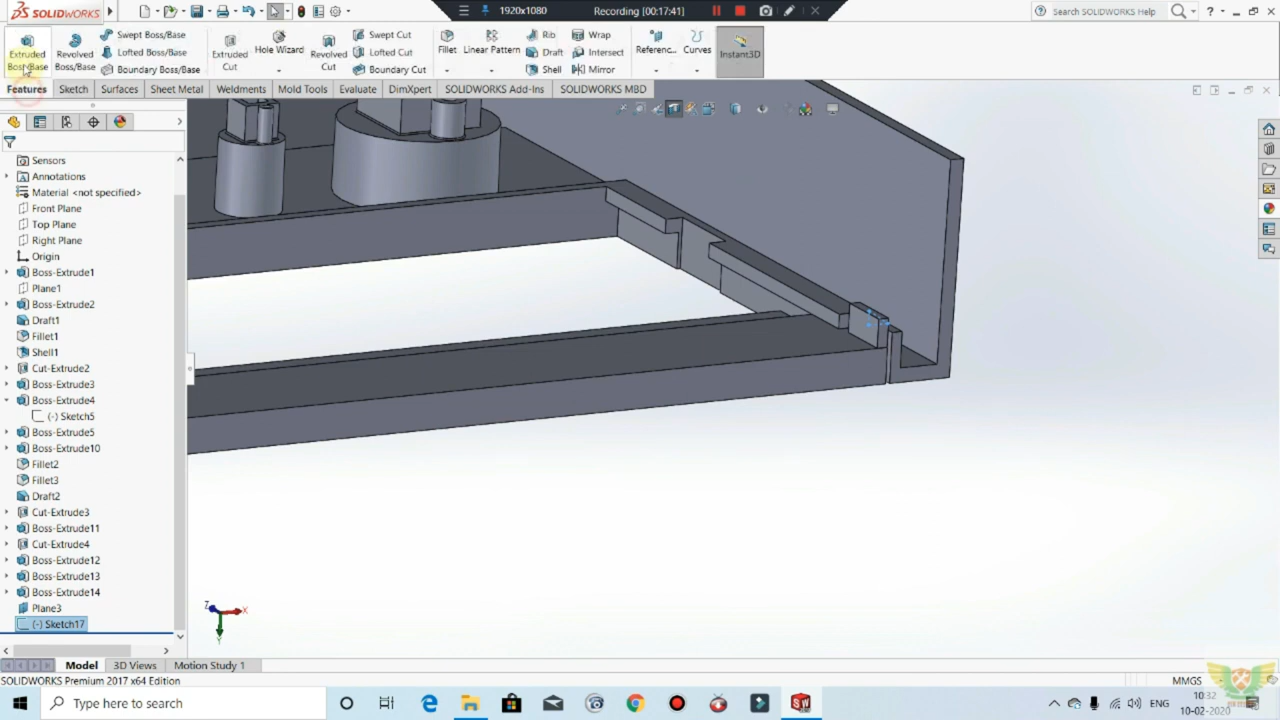 SOLIDWORKS
1920x1080
Recording [00:17:41]
Search SOLIDWORKS Help
Extruded Boss/Base
Revolved Boss/Base
Swept Boss/Base
Lofted Boss/Base
Boundary Boss/Base
Extruded Cut
Hole Wizard
Revolved Cut
Swept Cut
Lofted Cut
Boundary Cut
Fillet
Linear Pattern
Rib
Draft
Shell
Wrap
Intersect
Mirror
Referenc...
Curves
Instant3D
Features
Sketch
Surfaces
Sheet Metal
Weldments
Mold Tools
Evaluate
DimXpert
SOLIDWORKS Add-Ins
SOLIDWORKS MBD
Sensors
Annotations
Material <not specified>
Front Plane
Top Plane
Right Plane
Origin
Boss-Extrude1
Plane1
Boss-Extrude2
Draft1
Fillet1
Shell1
Cut-Extrude2
Boss-Extrude3
Boss-Extrude4
(-) Sketch5
Boss-Extrude5
Boss-Extrude10
Fillet2
Fillet3
Draft2
Cut-Extrude3
Boss-Extrude11
Cut-Extrude4
Boss-Extrude12
Boss-Extrude13
Boss-Extrude14
Plane3
(-) Sketch17
Z
X
Y
Model
3D Views
Motion Study 1
SOLIDWORKS Premium 2017 x64 Edition
MMGS
Type here to search
ENG
10:32
10-02-2020